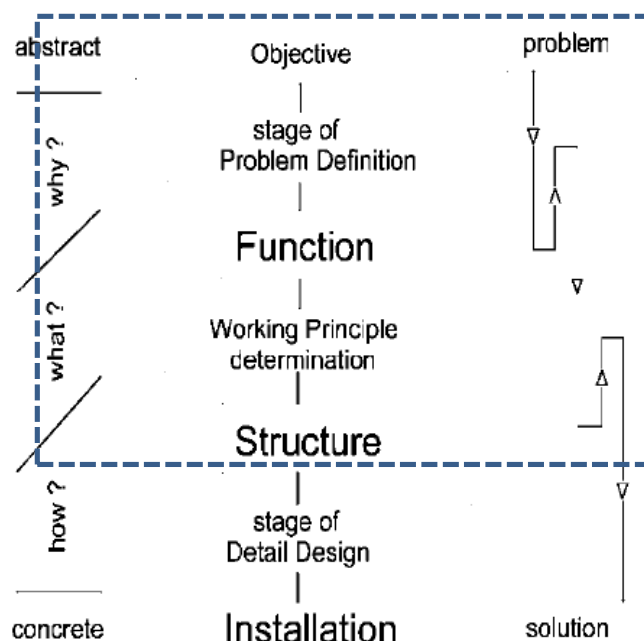 abstract
Objective
problem
stage of
Problem Definition
why ?
Function
what ?
Working Principle
determination
Structure
how ?
stage of
Detail Design
concrete
Installation
solution